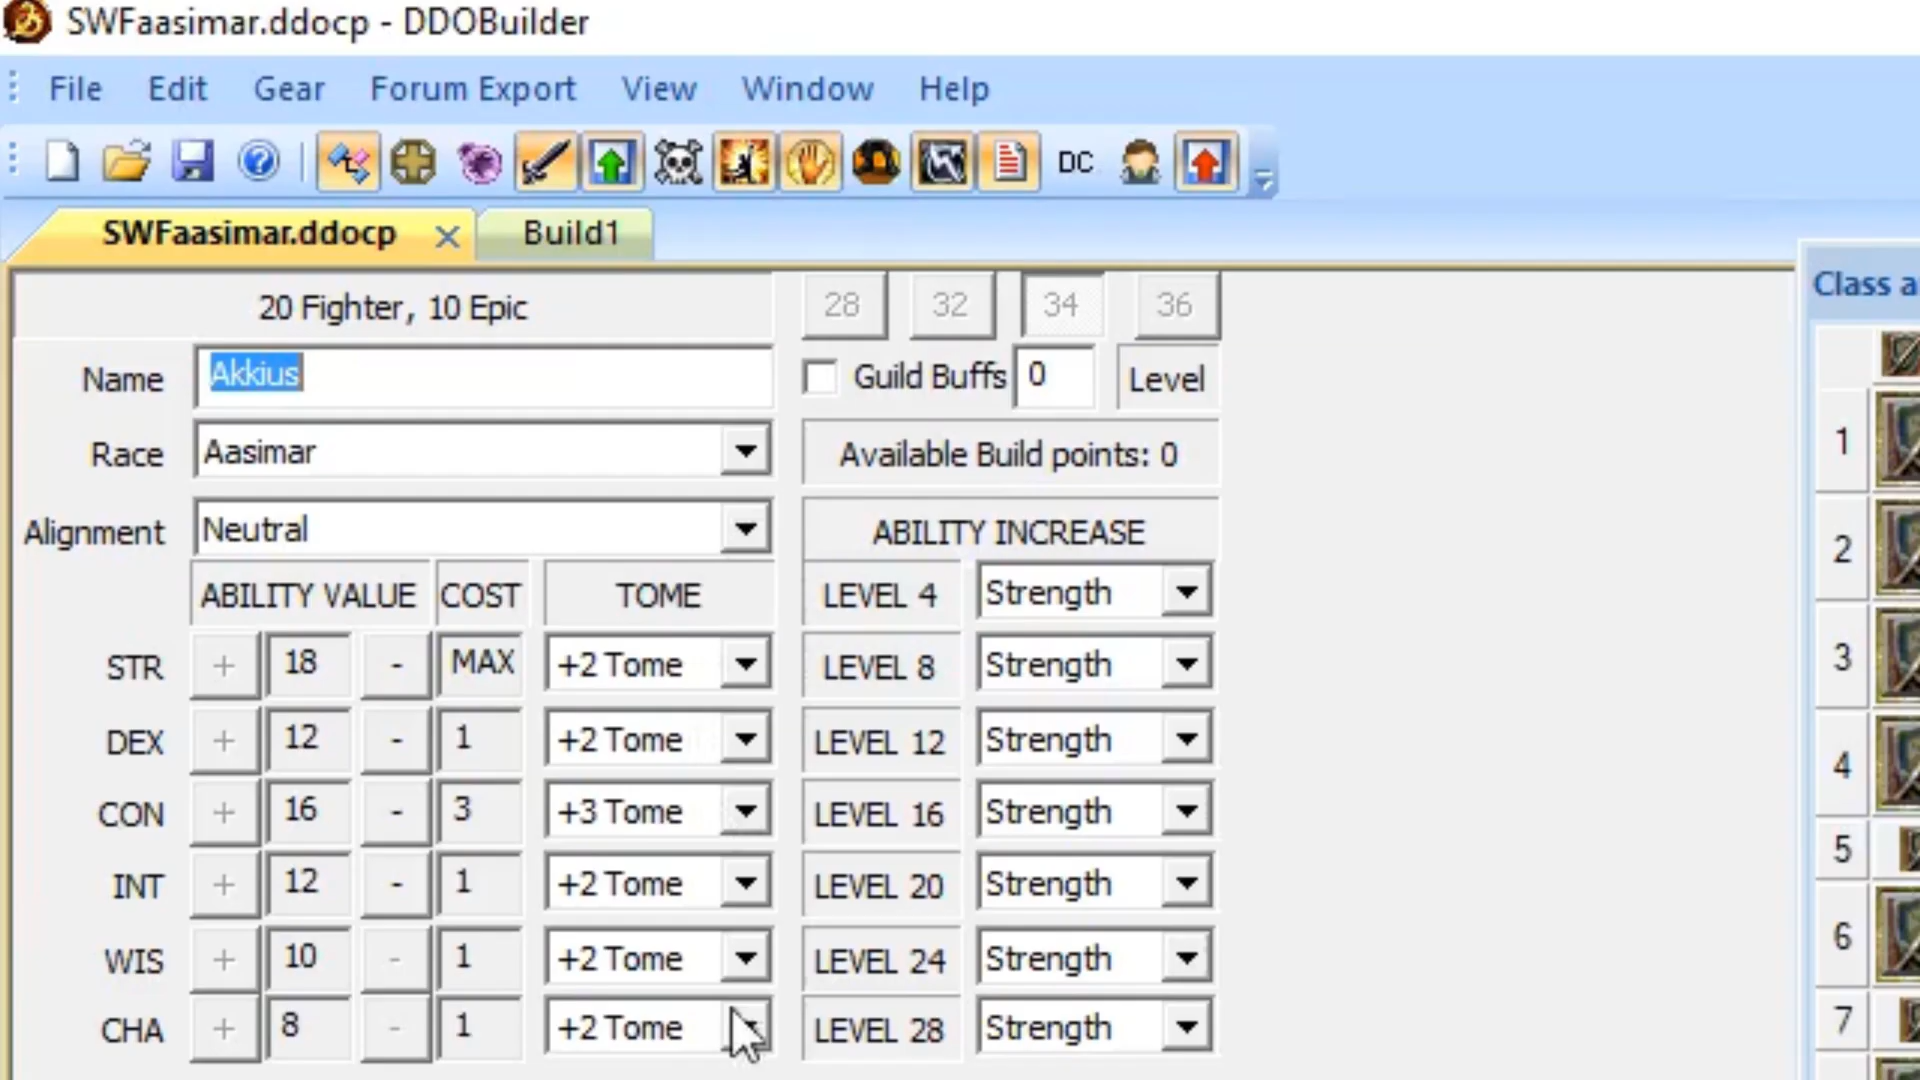 SWFaasimar.ddocp - DDOBuilder
File Edit Gear Forum Export View Window Help
DC
SWFaasimar.ddocp Build1
20 Fighter, 10 Epic 28 32 34 36
Class a
Name Akkius Guild Buffs 0 Level
Race Aasimar Available Build points: 0
1
Alignment Neutral ABILITY INCREASE
2
ABILITY VALUE COST TOME LEVEL 4 Strength
STR + 18 - MAX +2 Tome LEVEL 8 Strength
3
DEX + 12 - 1 +2 Tome LEVEL 12 Strength
4
CON + 16 - 3 +3 Tome LEVEL 16 Strength
5
INT + 12 - 1 +2 Tome LEVEL 20 Strength
6
WIS + 10 - 1 +2 Tome LEVEL 24 Strength
7
CHA + 8 - 1 +2 Tome LEVEL 28 Strength